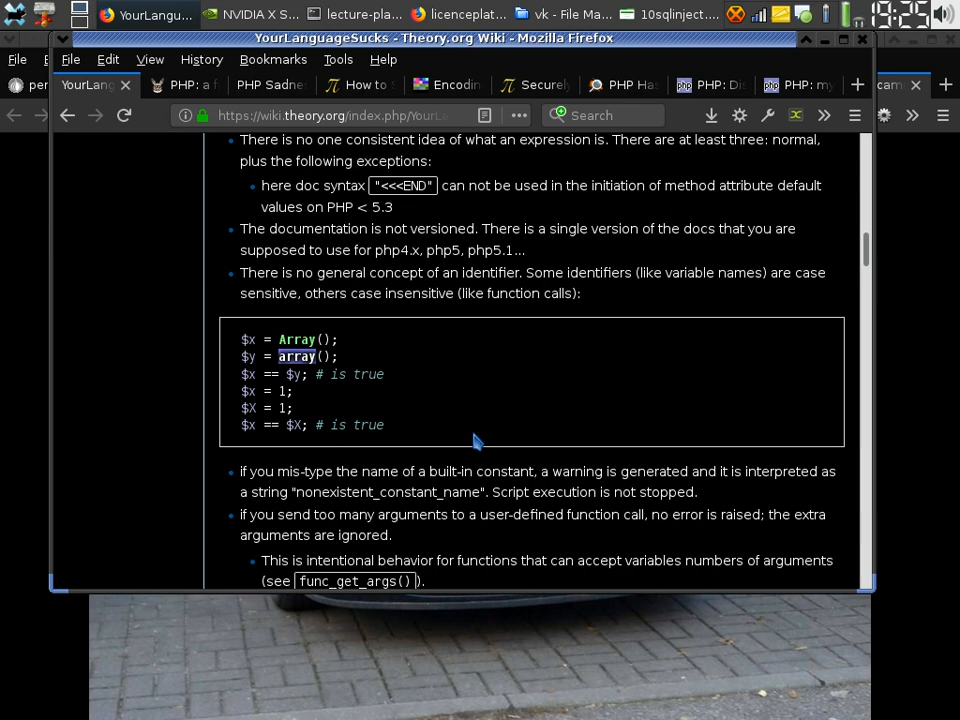 YourLangu...
NVIDIA X S...
lecture-pla...
licenceplat...
vk - File Ma...
10sqlinject....
19:25
YourLanguageSucks - Theory.org Wiki - Mozilla Firefox
File
File Edit View History Bookmarks Tools Help
per
YourLang
PHP: a f
PHP Sadne
How to S
Encodin
Securel
PHP Has
PHP: Dis
PHP: my
cam
https://wiki.theory.org/index.php/YourLa
Search
There is no one consistent idea of what an expression is. There are at least three: normal,
plus the following exceptions:
here doc syntax "<<<END" can not be used in the initiation of method attribute default
values on PHP < 5.3
The documentation is not versioned. There is a single version of the docs that you are
supposed to use for php4.x, php5, php5.1...
There is no general concept of an identifier. Some identifiers (like variable names) are case
sensitive, others case insensitive (like function calls):
$x = Array();
$y = array();
$x == $y; # is true
$x = 1;
$X = 1;
$x == $X; # is true
if you mis-type the name of a built-in constant, a warning is generated and it is interpreted as
a string "nonexistent_constant_name". Script execution is not stopped.
if you send too many arguments to a user-defined function call, no error is raised; the extra
arguments are ignored.
This is intentional behavior for functions that can accept variables numbers of arguments
(see func_get_args()).